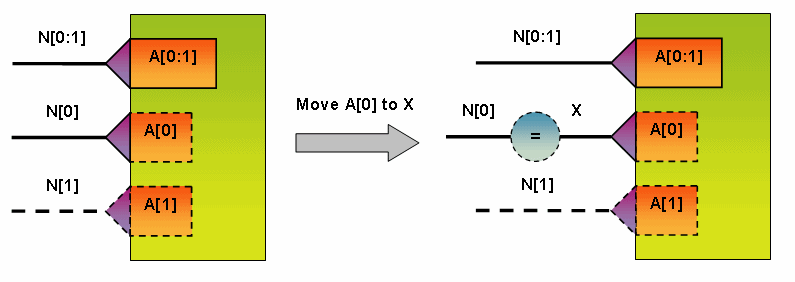 N[0:1]
A[0:1]
N[0]
A[0]
N[1]
A[1]
Move A[0] to X
N[0:1]
A[0:1]
N[0]
=
X
A[0]
N[1]
A[1]